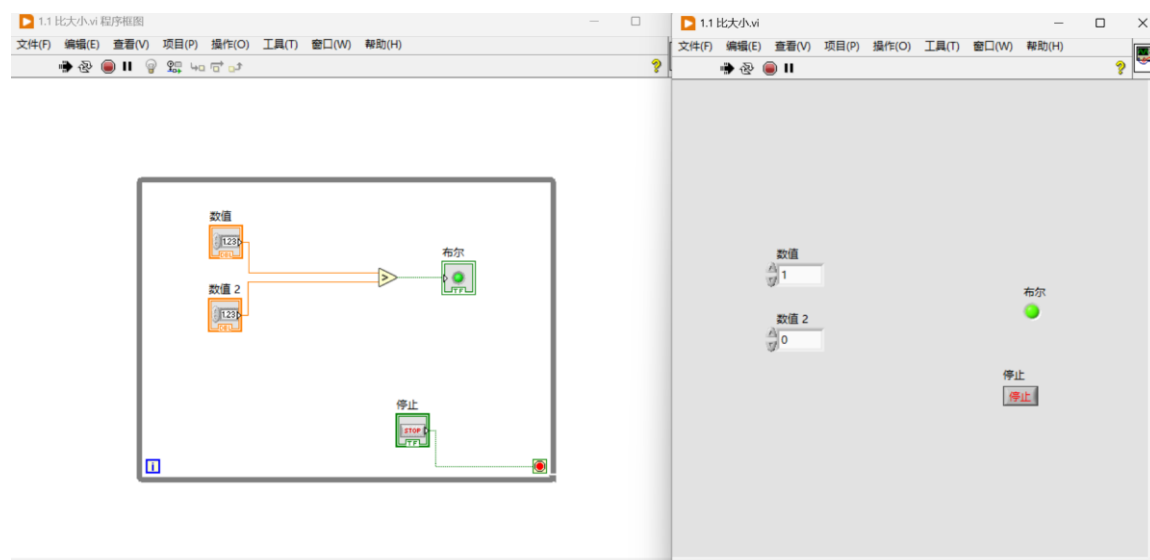 1.1 比大小.vi 程序框图
文件(F) 编辑(E) 查看(V) 项目(P) 操作(O) 工具(T) 窗口(W) 帮助(H)
数值
1.23
数值 2
1.23
>
布尔
TF
停止
STOP
TF
i
1.1 比大小.vi
文件(F) 编辑(E) 查看(V) 项目(P) 操作(O) 工具(T) 窗口(W) 帮助(H)
?
?
数值
1
数值 2
0
布尔
停止
停止